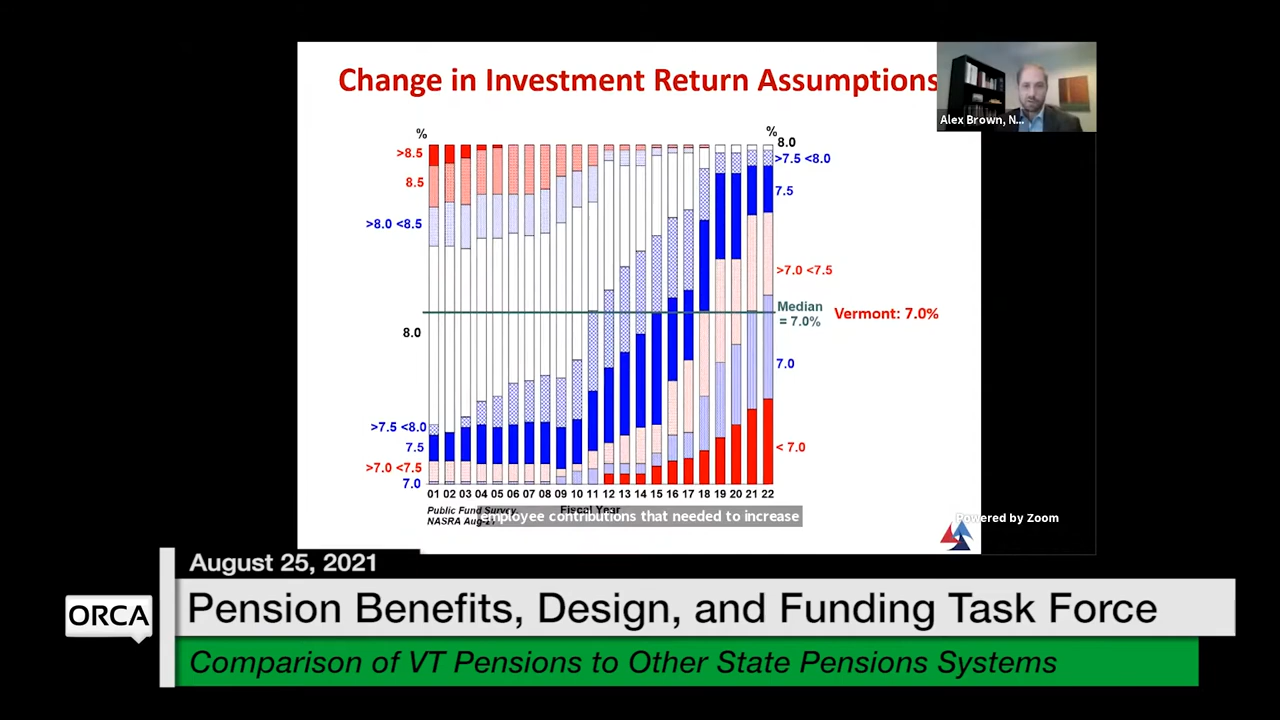 Change in Investment Return Assumptions
Alex Brown, N...
%
%
8.0
>8.5
>7.5 <8.0
8.5
7.5
>8.0 <8.5
>7.0 <7.5
Median
= 7.0%
Vermont: 7.0%
8.0
7.0
>7.5 <8.0
7.5
< 7.0
>7.0 <7.5
7.0
01 02 03 04 05 06 07 08 09 10 11 12 13 14 15 16 17 18 19 20 21 22
Public Fund Survey,
Fiscal Year
NASRA Aug-21
employee contributions that needed to increase
Powered by Zoom
August 25, 2021
ORCA
Pension Benefits, Design, and Funding Task Force
Comparison of VT Pensions to Other State Pensions Systems